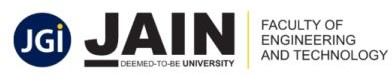 JGi
JAIN
DEEMED-TO-BE UNIVERSITY
FACULTY OF
ENGINEERING
AND TECHNOLOGY